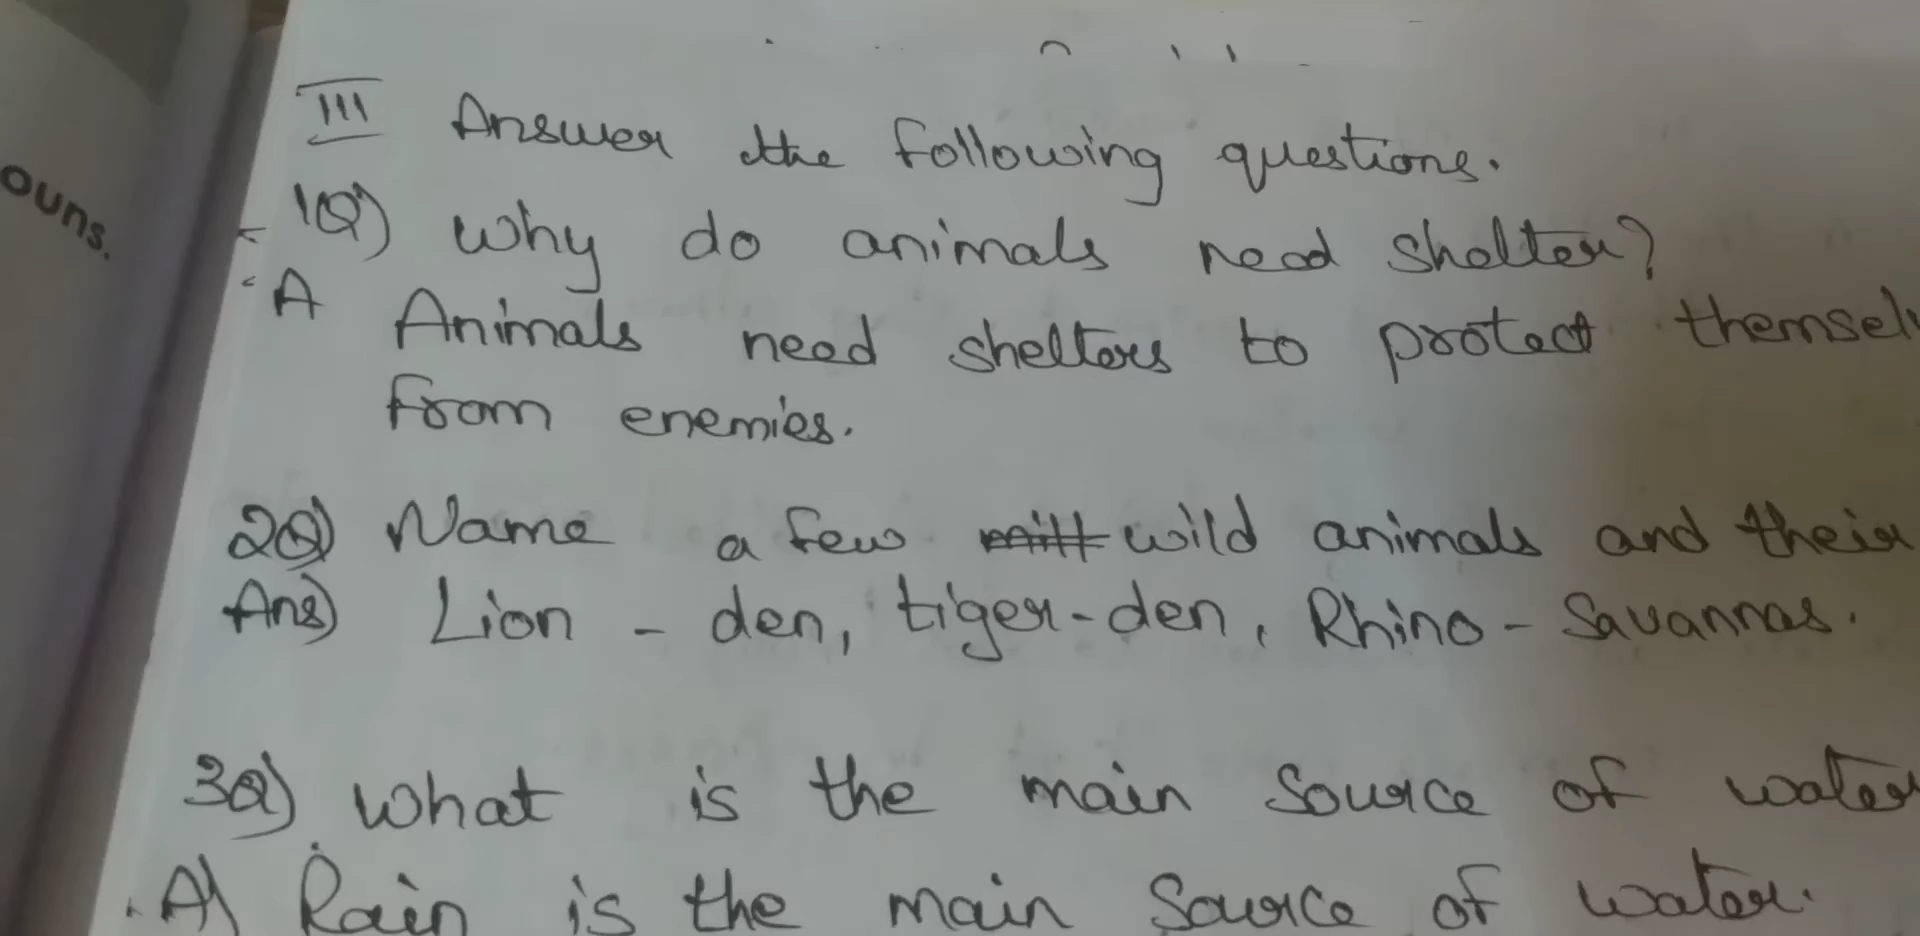 ouns.
III Answer the following questions.
1Q) Why do animals need shelter?
A Animals need shelters to protect themsel
from enemies.
2Q) Name a few wild animals and their
Ans) Lion - den, tiger-den, Rhino - Savannas.
3Q) What is the main source of water
A) Rain is the main source of water.